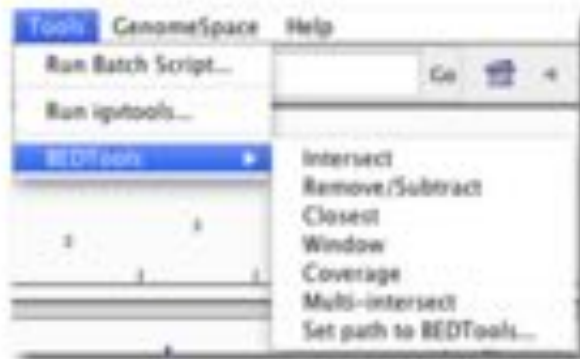 Tools GenomeSpace Help
Run Batch Script...
Go
Run igvtools...
BEDTools
Intersect
Remove/Subtract
Closest
Window
Coverage
Multi-intersect
Set path to BEDTools...